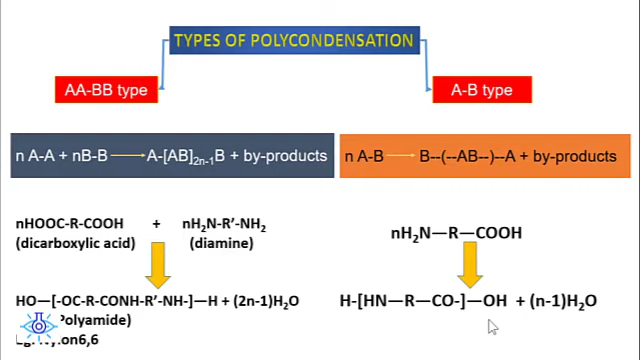 TYPES OF POLYCONDENSATION
AA-BB type
A-B type
n A-A + nB-B ⟶ A-[AB]₂ₙ₋₁B + by-products
n A-B ⟶ B--(--AB--)--A + by-products
nHOOC-R-COOH + nH₂N-R’-NH₂
(dicarboxylic acid) (diamine)
nH₂N—R—COOH
HO—[-OC-R-CONH-R’-NH-]—H + (2n-1)H₂O
H-[HN—R—CO-]—OH + (n-1)H₂O
Polyamide)
Nylon6,6